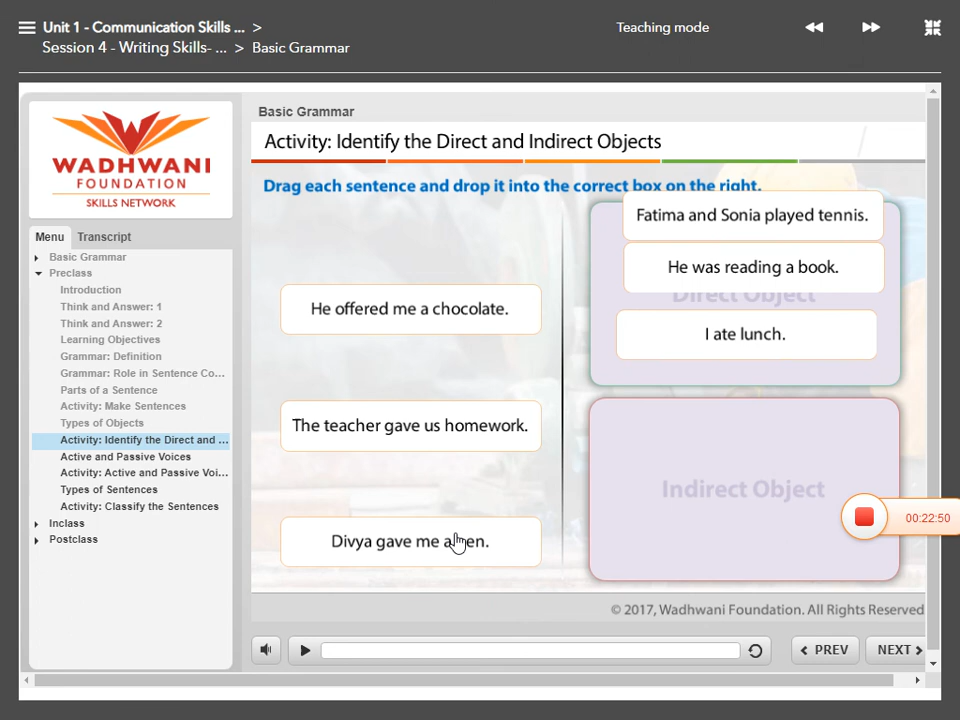 Unit 1 - Communication Skills ... >
Session 4 - Writing Skills- ... > Basic Grammar
Teaching mode
WADHWANI
FOUNDATION
SKILLS NETWORK
Menu
Transcript
Basic Grammar
Preclass
Introduction
Think and Answer: 1
Think and Answer: 2
Learning Objectives
Grammar: Definition
Grammar: Role in Sentence Co...
Parts of a Sentence
Activity: Make Sentences
Types of Objects
Activity: Identify the Direct and ...
Active and Passive Voices
Activity: Active and Passive Voi...
Types of Sentences
Activity: Classify the Sentences
Inclass
Postclass
Basic Grammar
Activity: Identify the Direct and Indirect Objects
Drag each sentence and drop it into the correct box on the right.
He offered me a chocolate.
The teacher gave us homework.
Divya gave me a pen.
Fatima and Sonia played tennis.
He was reading a book.
Direct Object
I ate lunch.
Indirect Object
00:22:50
© 2017, Wadhwani Foundation. All Rights Reserved
PREV
NEXT